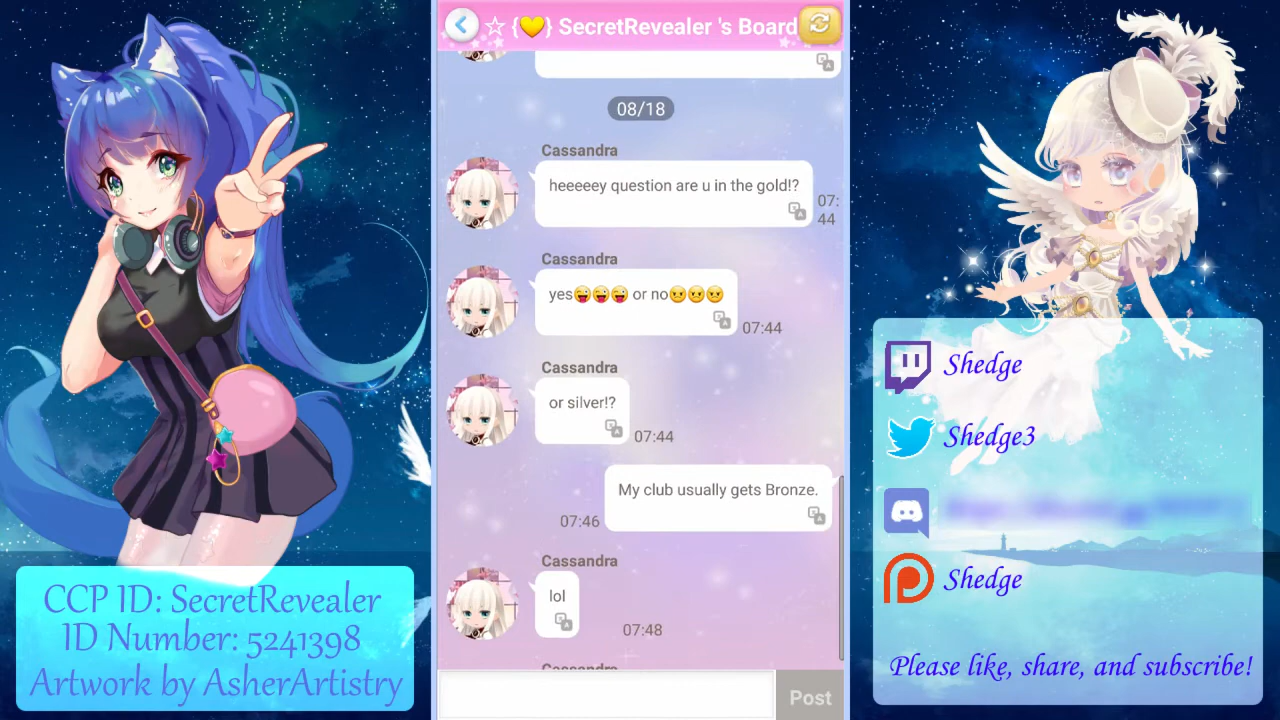 ☆ {💛} SecretRevealer 's Board
08/18
Cassandra
heeeeey question are u in the gold!?
07:
44
Cassandra
yes😜😜😜 or no😠😠😠
07:44
Cassandra
or silver!?
07:44
My club usually gets Bronze.
07:46
Cassandra
lol
07:48
Cassandra
Post
CCP ID: SecretRevealer
ID Number: 5241398
Artwork by AsherArtistry
Shedge
Shedge3
Shedge
Please like, share, and subscribe!